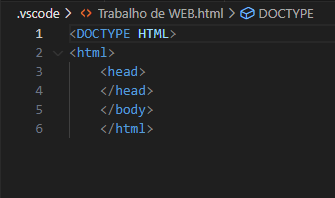 .vscode > <> Trabalho de WEB.html > DOCTYPE
1 <DOCTYPE HTML>
2 <html>
3 <head>
4 </head>
5 </body>
6 </html>